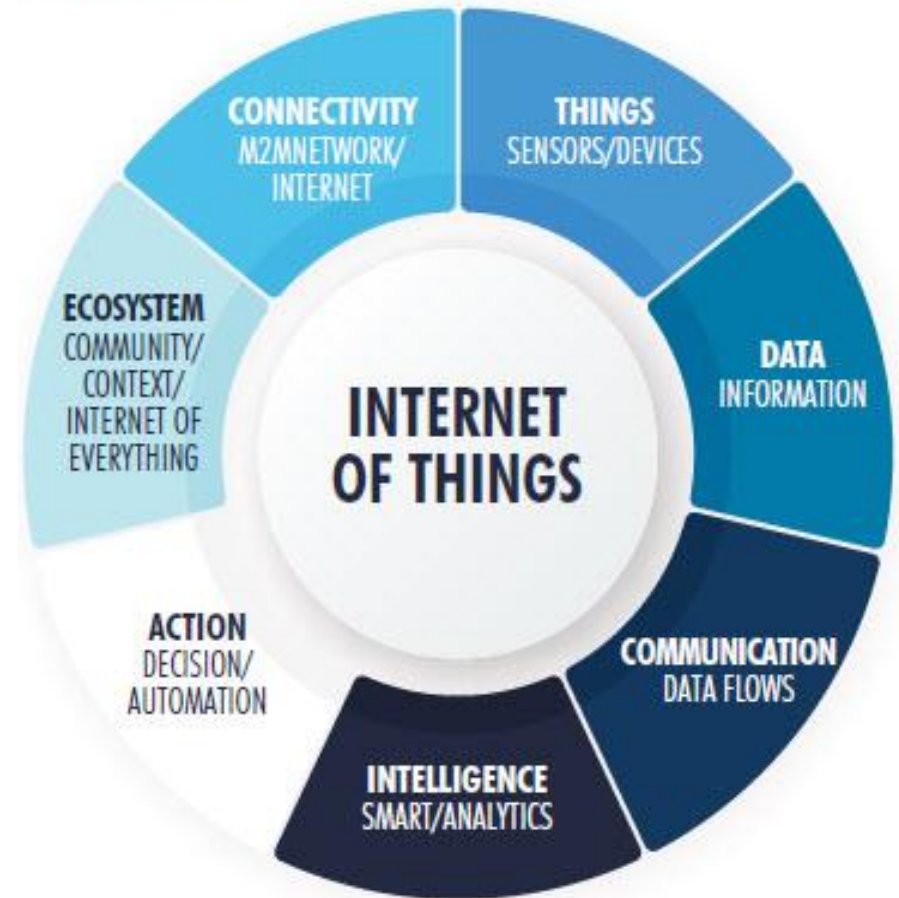 CONNECTIVITY
M2MNETWORK/
INTERNET
THINGS
SENSORS/DEVICES
DATA
INFORMATION
COMMUNICATION
DATA FLOWS
INTELLIGENCE
SMART/ANALYTICS
ACTION
DECISION/
AUTOMATION
ECOSYSTEM
COMMUNITY/
CONTEXT/
INTERNET OF
EVERYTHING
INTERNET
OF THINGS